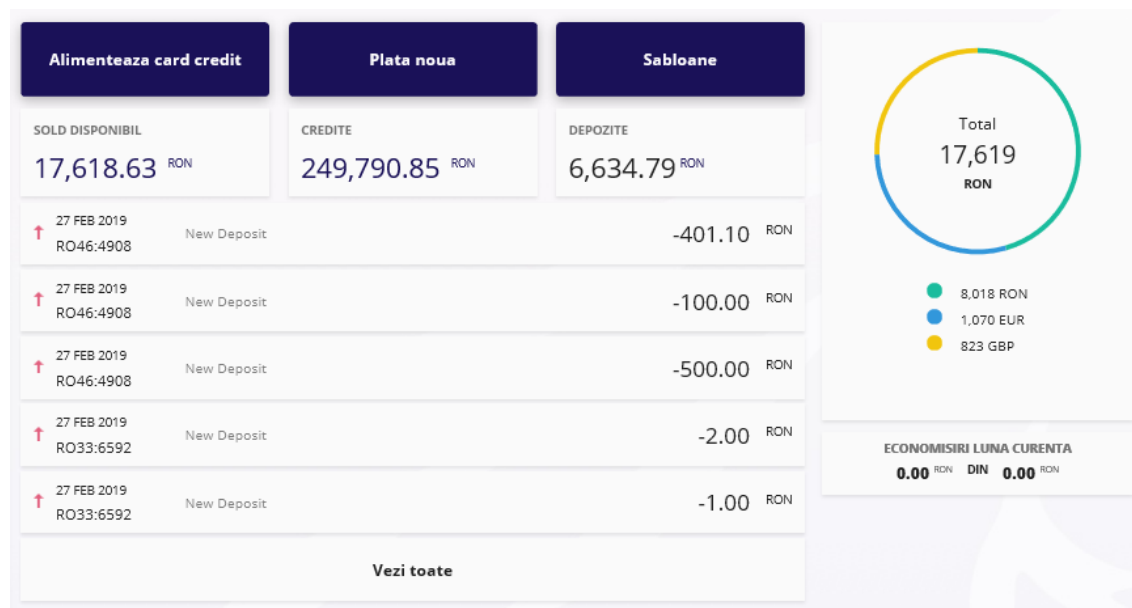 Alimenteaza card credit
Plata noua
Sabloane
SOLD DISPONIBIL
17,618.63 RON
CREDITE
249,790.85 RON
DEPOZITE
6,634.79 RON
27 FEB 2019
RO46:4908
New Deposit
-401.10 RON
27 FEB 2019
RO46:4908
New Deposit
-100.00 RON
27 FEB 2019
RO46:4908
New Deposit
-500.00 RON
27 FEB 2019
RO33:6592
New Deposit
-2.00 RON
27 FEB 2019
RO33:6592
New Deposit
-1.00 RON
Vezi toate
Total
17,619
RON
8,018 RON
1,070 EUR
823 GBP
ECONOMISIRI LUNA CURENTA
0.00 RON DIN 0.00 RON